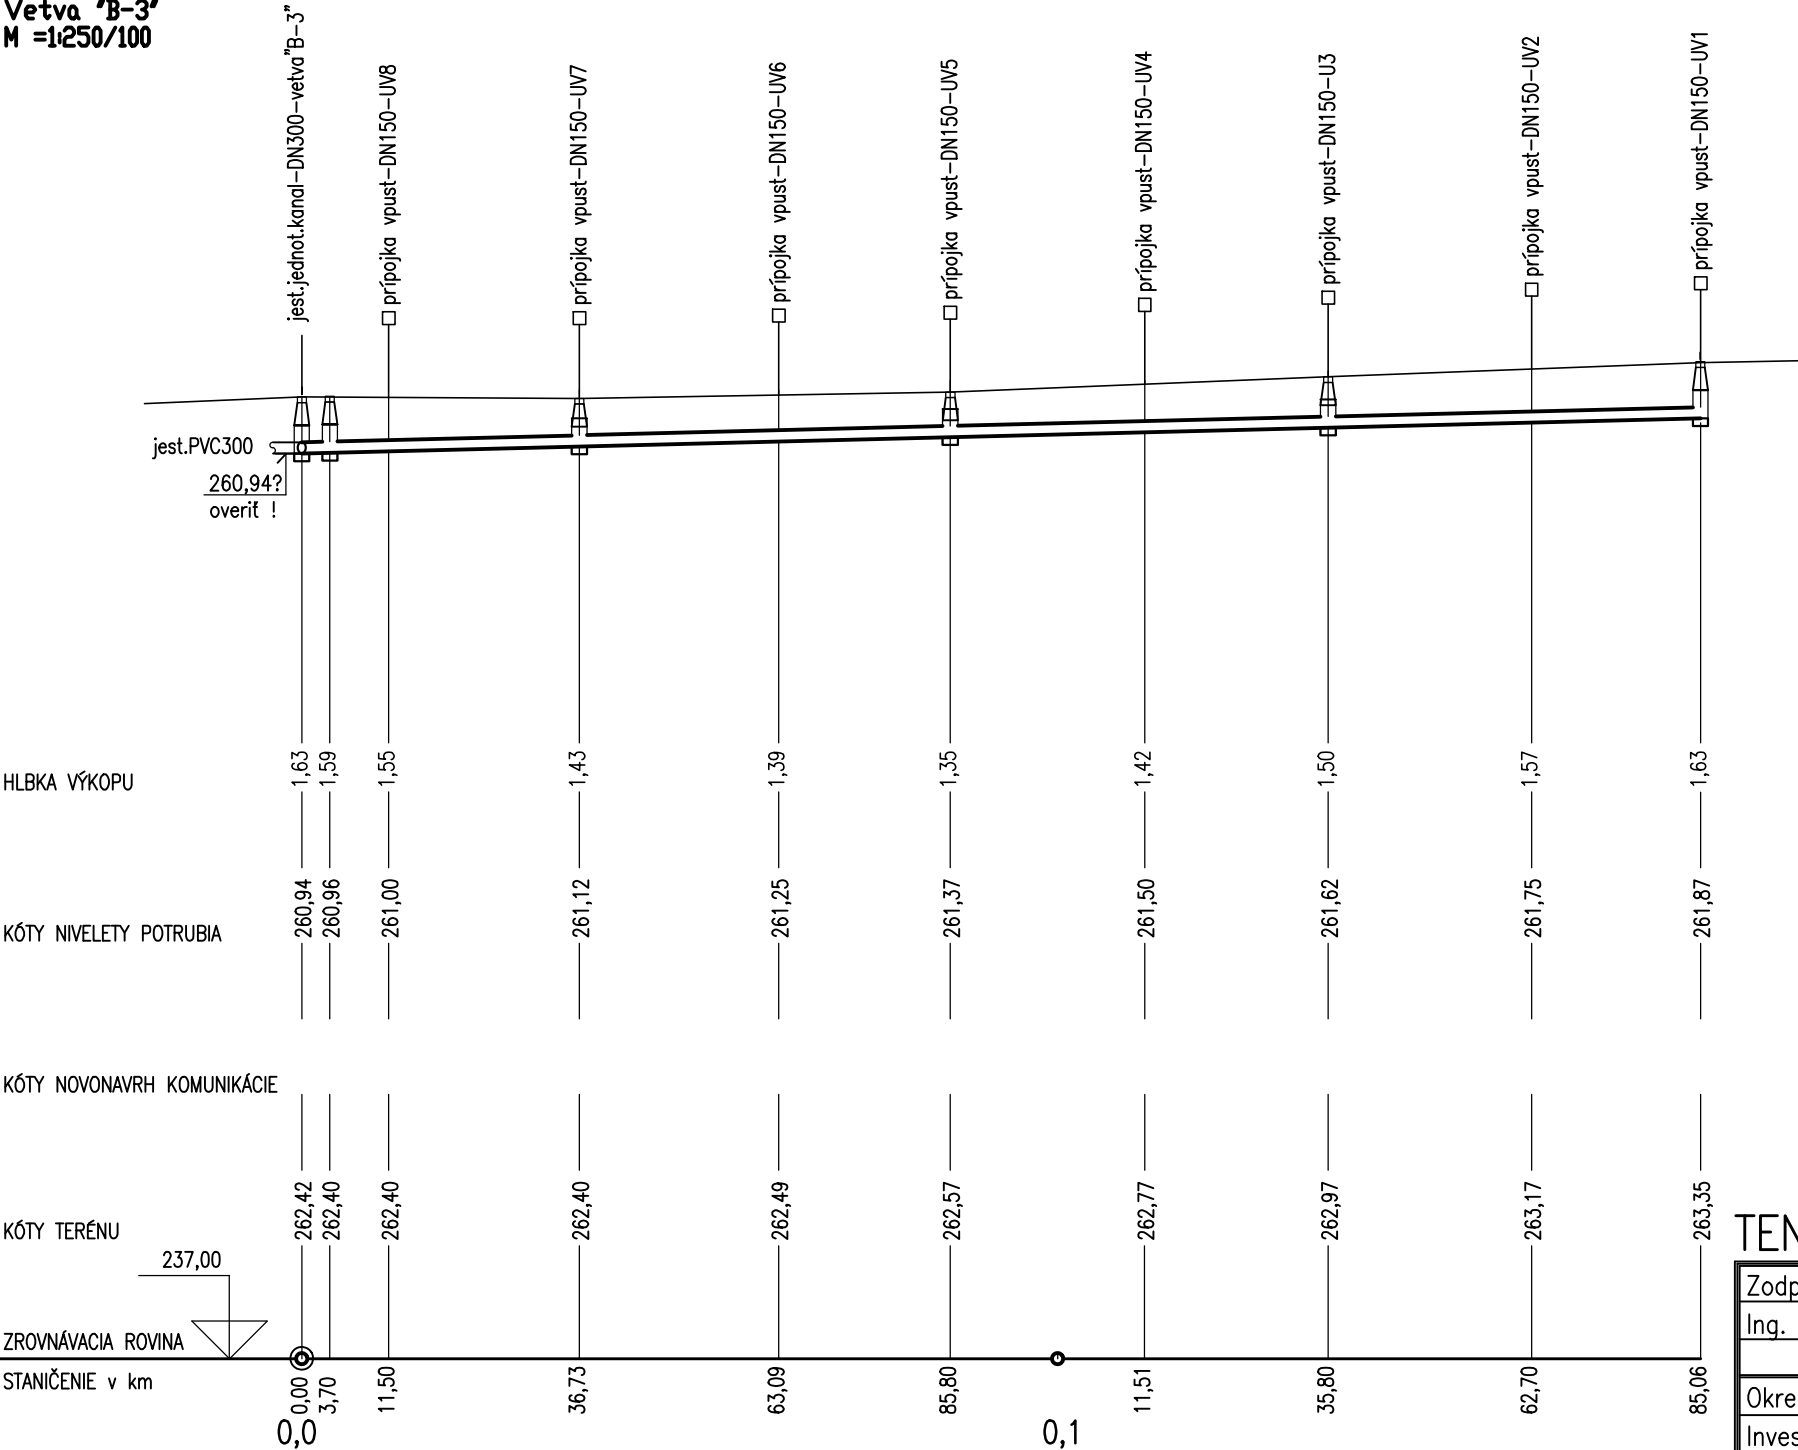 Vetva "B-3"
M =1:250/100
jest.jednot.kanal-DN300-vetva"B-3"
prípojka vpust-DN150-UV8
prípojka vpust-DN150-UV7
prípojka vpust-DN150-UV6
prípojka vpust-DN150-UV5
prípojka vpust-DN150-UV4
prípojka vpust-DN150-U3
prípojka vpust-DN150-UV2
prípojka vpust-DN150-UV1
jest.PVC300
260,94?
overiť !
HLBKA VÝKOPU 1,63 1,59 1,55 1,43 1,39 1,35 1,42 1,50 1,57 1,63
KÓTY NIVELETY POTRUBIA 260,94 260,96 261,00 261,12 261,25 261,37 261,50 261,62 261,75 261,87
KÓTY NOVONAVRH KOMUNIKÁCIE
KÓTY TERÉNU 262,42 262,40 262,40 262,40 262,49 262,57 262,77 262,97 263,17 263,35
237,00
ZROVNÁVACIA ROVINA
STANIČENIE v km 0,00 3,70 11,50 36,73 63,09 85,80 11,51 35,80 62,70 85,06
0,0 0,1
TEN
Zodp
Ing.
Okre
Inves